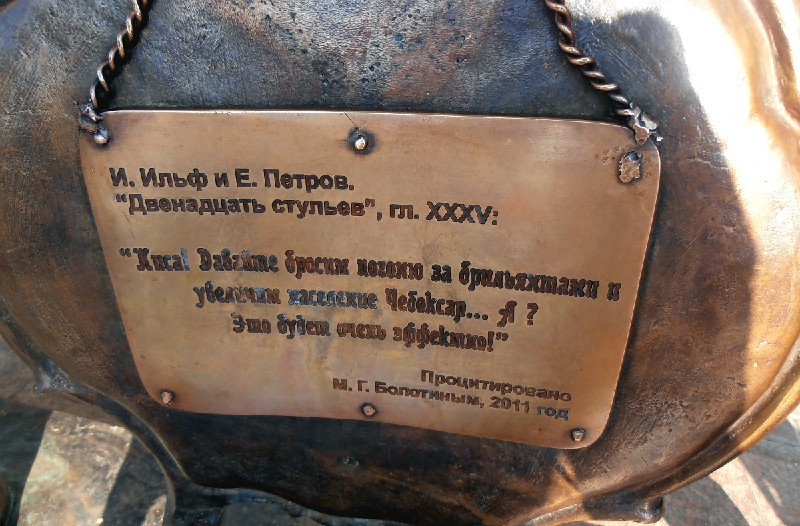 И. Ильф и Е. Петров.
“Двенадцать стульев”, гл. XXXV:
“Киса! Давайте бросим погоню за брильянтами и
увеличим население Чебоксар... А ?
Это будет очень эффектно!”
Процитировано
М. Г. Болотиным, 2011 год